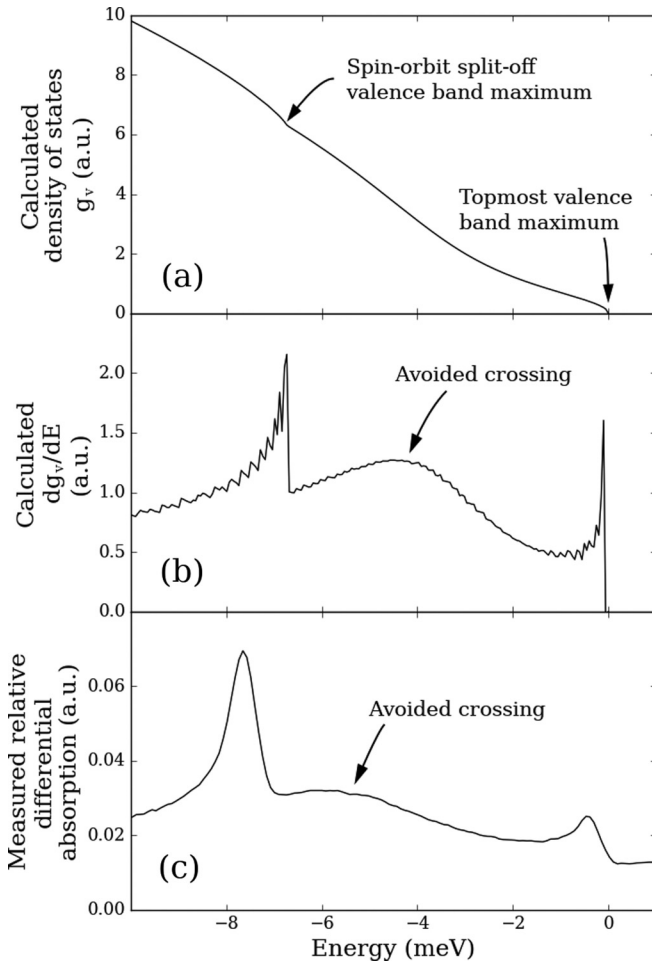 10
8
6
4
2
0
Calculated
density of states
gᵥ (a.u.)
Spin-orbit split-off
valence band maximum
Topmost valence
band maximum
(a)
2.0
1.5
1.0
0.5
0.0
Calculated
dgᵥ/dE
(a.u.)
Avoided crossing
(b)
0.06
0.04
0.02
0.00
Measured relative
differential
absorption (a.u.)
Avoided crossing
(c)
−8
−6
−4
−2
0
Energy (meV)